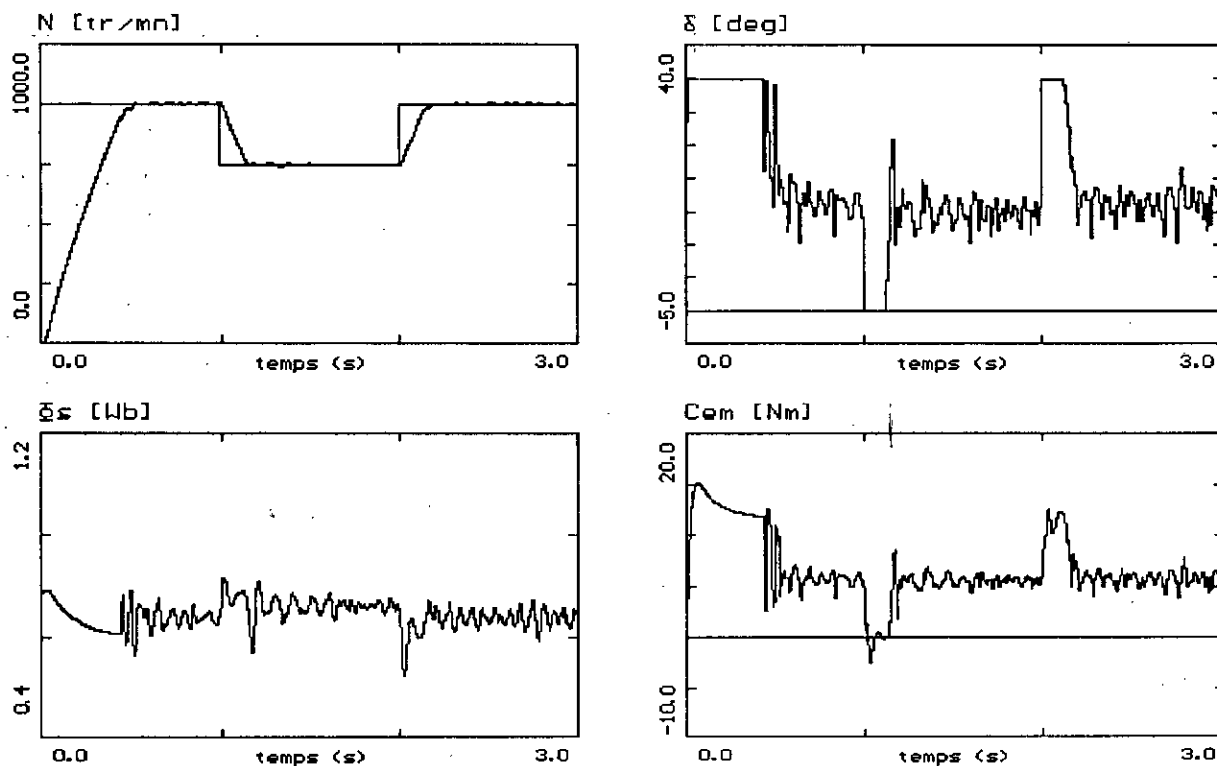 N [tr/mn]
1000.0
0.0
0.0 temps (s) 3.0
δ [deg]
40.0
-5.0
0.0 temps (s) 3.0
Φs [Wb]
1.2
0.4
0.0 temps (s) 3.0
Cem [Nm]
20.0
-10.0
0.0 temps (s) 3.0